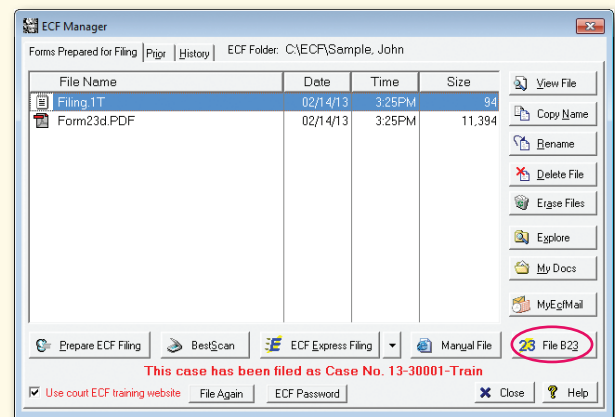 ECF Manager
Forms Prepared for Filing Prior History ECF Folder: C:\ECF\Sample, John
File Name Date Time Size
Filing.1T 02/14/13 3:25PM 94
Form23d.PDF 02/14/13 3:25PM 11,394
View File
Copy Name
Rename
Delete File
Erase Files
Explore
My Docs
MyEcfMail
Prepare ECF Filing BestScan ECF Express Filing Manual File 23 File B23
This case has been filed as Case No. 13-30001-Train
Use court ECF training website File Again ECF Password Close Help